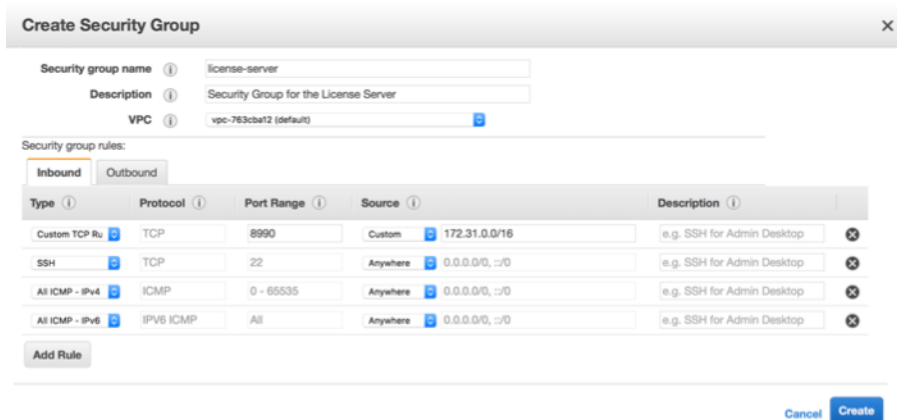 Create Security Group
Security group name license-server
Description Security Group for the License Server
VPC vpc-763cba12 (default)
Security group rules:
Inbound Outbound
Type Protocol Port Range Source Description
Custom TCP Ru TCP 8990 Custom 172.31.0.0/16 e.g. SSH for Admin Desktop
SSH TCP 22 Anywhere 0.0.0.0/0, ::/0 e.g. SSH for Admin Desktop
All ICMP - IPv4 ICMP 0 - 65535 Anywhere 0.0.0.0/0, ::/0 e.g. SSH for Admin Desktop
All ICMP - IPv6 IPV6 ICMP All Anywhere 0.0.0.0/0, ::/0 e.g. SSH for Admin Desktop
Add Rule
Cancel Create